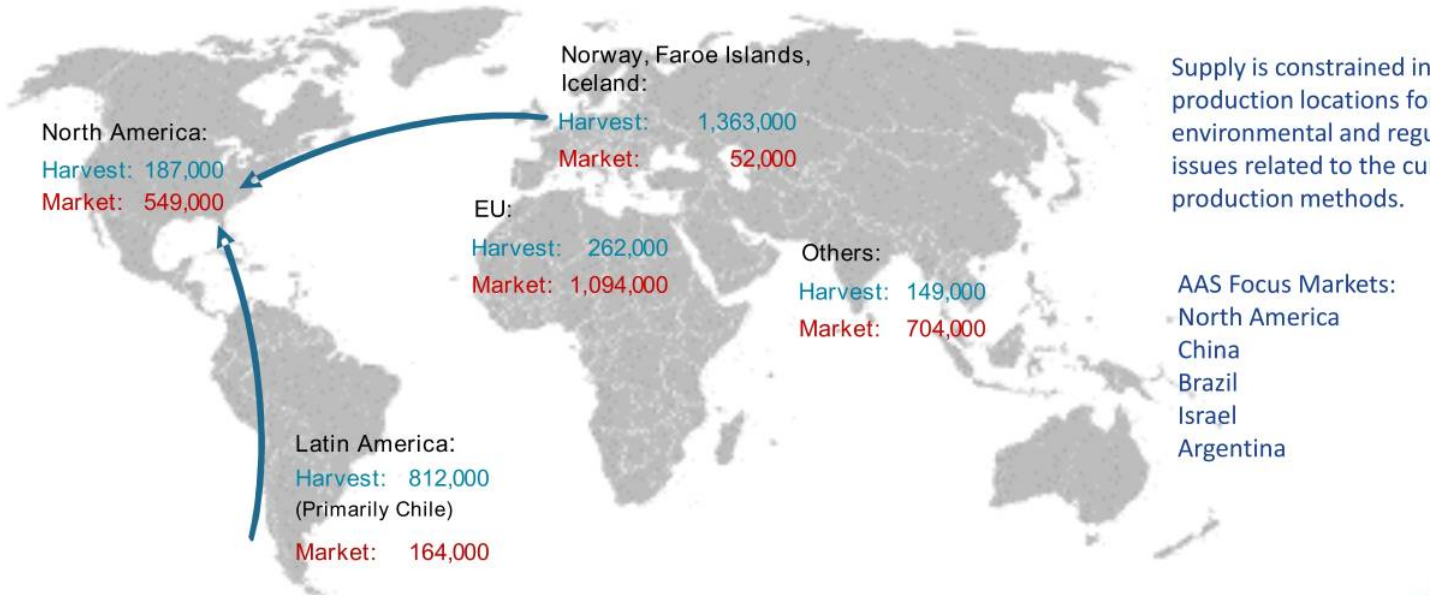 Norway, Faroe Islands,
Iceland:
Harvest: 1,363,000
Market: 52,000
North America:
Harvest: 187,000
Market: 549,000
EU:
Harvest: 262,000
Market: 1,094,000
Others:
Harvest: 149,000
Market: 704,000
Latin America:
Harvest: 812,000
(Primarily Chile)
Market: 164,000
Supply is constrained in
production locations fo
environmental and regu
issues related to the cu
production methods.
AAS Focus Markets:
North America
China
Brazil
Israel
Argentina